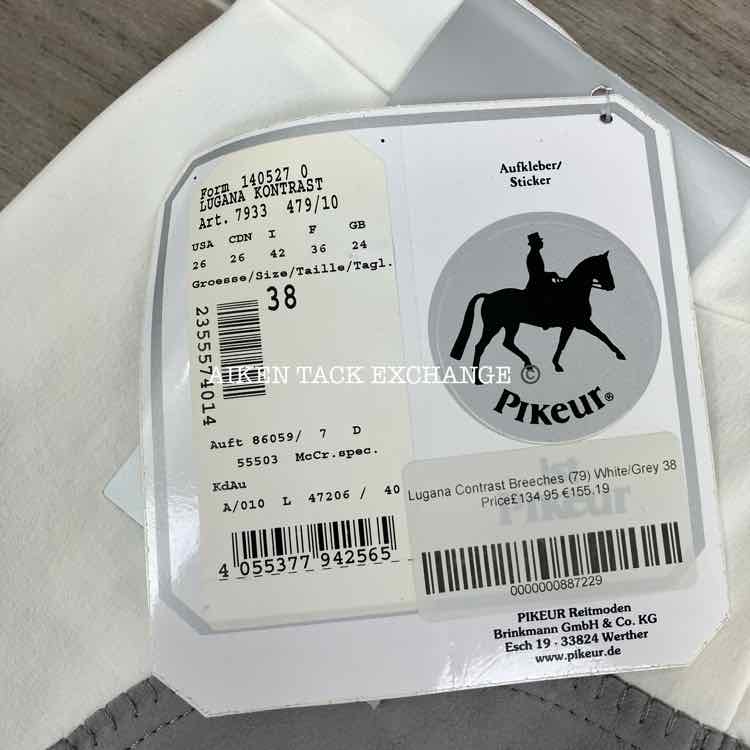 Form 140527 0
LUGANA KONTRAST
Art. 7933 479/10
USA CDN I F GB
26 26 42 36 24
Groesse/Size/Taille/Tagl.
38
2355574014
Auft 86059/ 7 D
55503 McCr.spec.
KdAu
A/010 L 47206 / 40
4 055377 942565
Aufkleber/
Sticker
PIKEUR®
AIKEN TACK EXCHANGE ©
Lugana Contrast Breeches (79) White/Grey 38
Price£134.95 €155.19
0000000887229
ist
PIKEUR
PIKEUR Reitmoden
Brinkmann GmbH & Co. KG
Esch 19 · 33824 Werther
www.pikeur.de